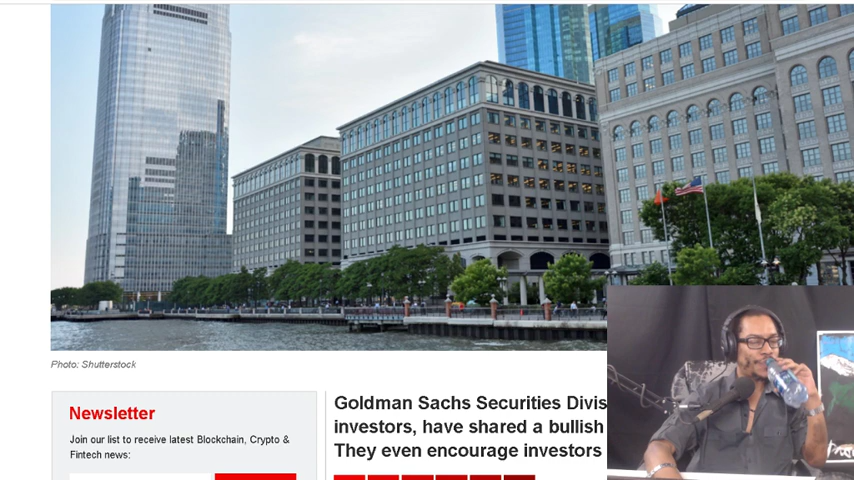 Photo: Shutterstock
Newsletter
Join our list to receive latest Blockchain, Crypto &
Fintech news:
Goldman Sachs Securities Divis
investors, have shared a bullish
They even encourage investors